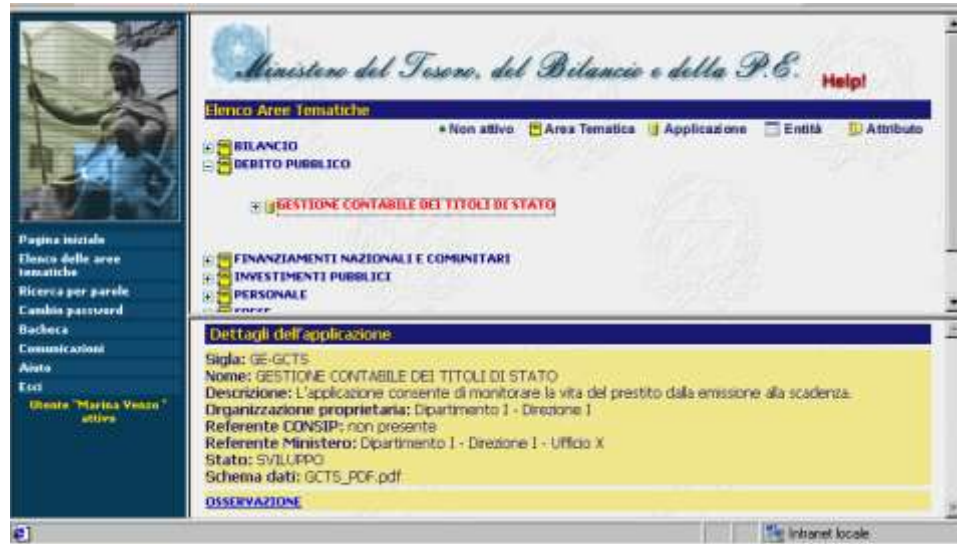 Ministero del Tesoro, del Bilancio e della P.E.
Help!
Elenco Aree Tematiche
Non attivo Area Tematica Applicazione Entità Attributo
BILANCIO
DEBITO PUBBLICO
GESTIONE CONTABILE DEI TITOLI DI STATO
FINANZIAMENTI NAZIONALI E COMUNITARI
INVESTIMENTI PUBBLICI
PERSONALE
SPESE
Pagina iniziale
Elenco delle aree
tematiche
Ricerca per parole
Cambio password
Bacheca
Comunicazioni
Aiuto
Esci
Utente "Marina Venzo"
attivo
Dettagli dell'applicazione
Sigla: GE-GCTS
Nome: GESTIONE CONTABILE DEI TITOLI DI STATO
Descrizione: L'applicazione consente di monitorare la vita del prestito dalla emissione alla scadenza.
Organizzazione proprietaria: Dipartimento I - Direzione I
Referente CONSIP: non presente
Referente Ministero: Dipartimento I - Direzione I - Ufficio X
Stato: SVILUPPO
Schema dati: GCTS_PDF.pdf
OSSERVAZIONE
Intranet locale